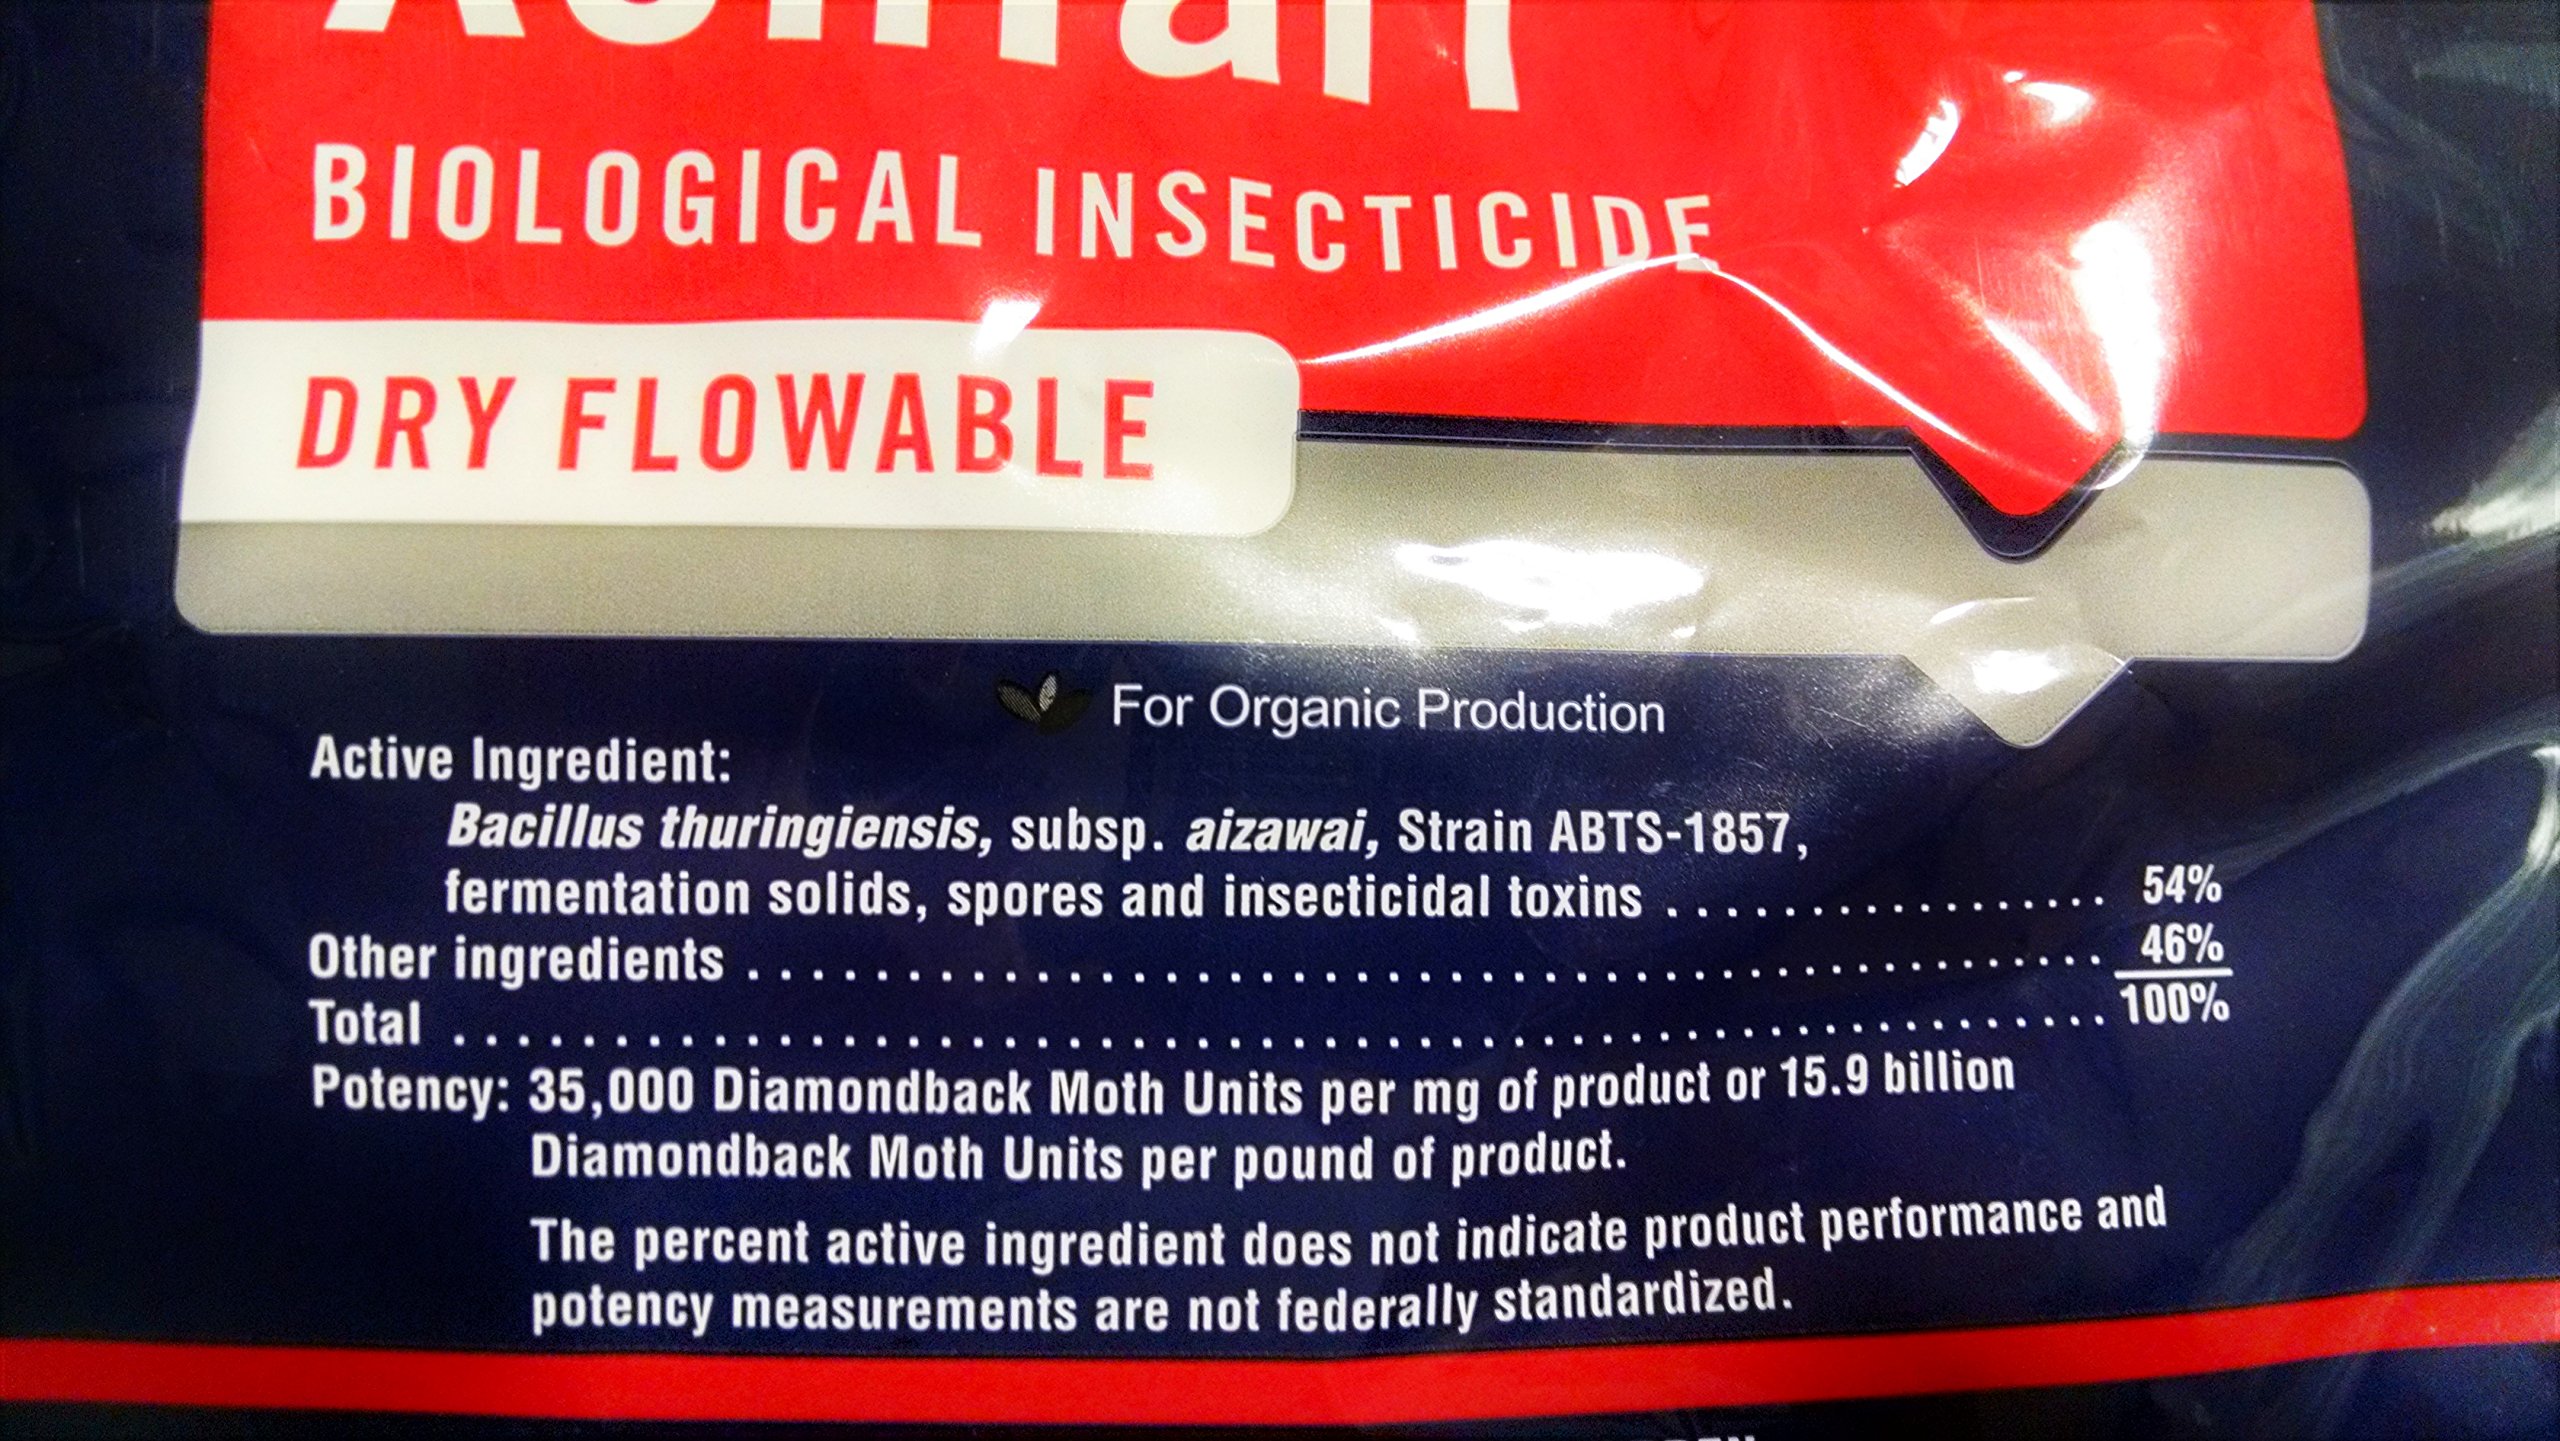 BIOLOGICAL INSECTICIDE
DRY FLOWABLE
For Organic Production
Active Ingredient:
Bacillus thuringiensis, subsp. aizawai, Strain ABTS-1857,
fermentation solids, spores and insecticidal toxins . . . . . . . . . . . . . . . . . . 54%
Other ingredients . . . . . . . . . . . . . . . . . . . . . . . . . . . . . . . . . . . . . . . . . . 46%
Total . . . . . . . . . . . . . . . . . . . . . . . . . . . . . . . . . . . . . . . . . . . . . . . . . . . 100%
Potency: 35,000 Diamondback Moth Units per mg of product or 15.9 billion
Diamondback Moth Units per pound of product.
The percent active ingredient does not indicate product performance and
potency measurements are not federally standardized.